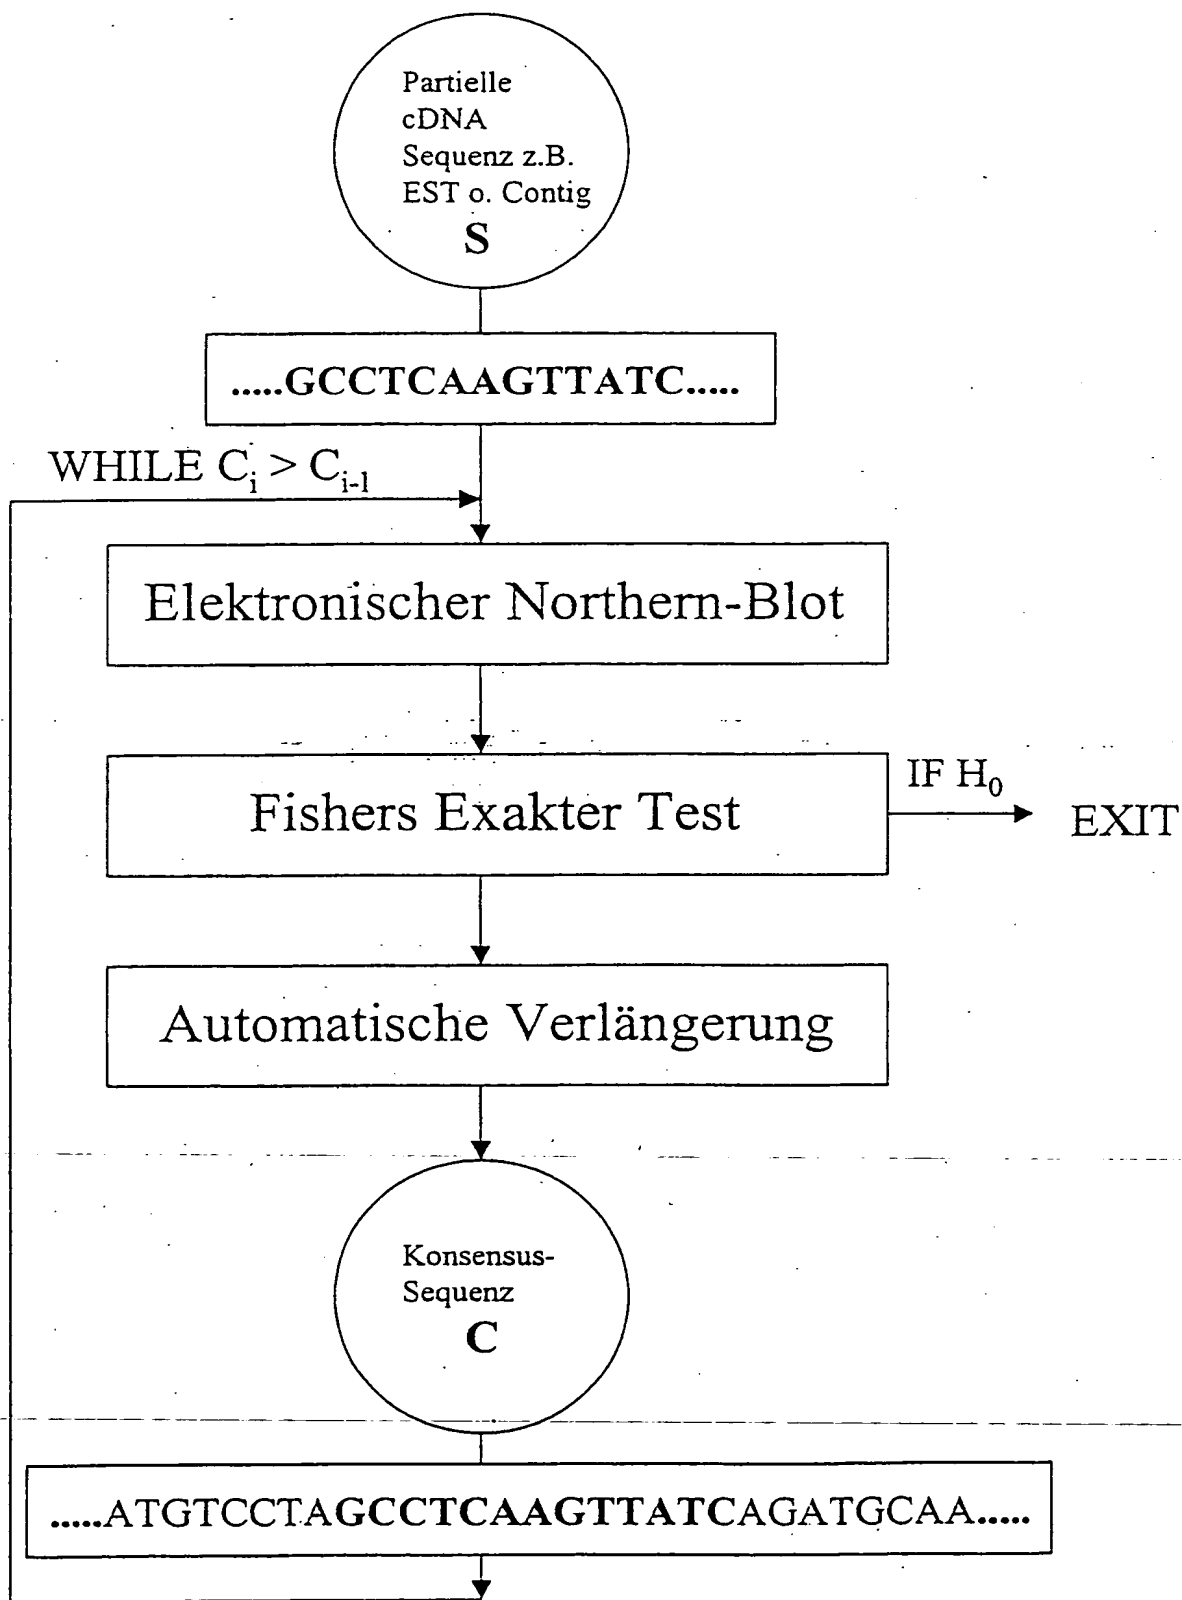 Partielle
cDNA
Sequenz z.B.
EST o. Contig
S
.....GCCTCAAGTTATC.....
WHILE Cᵢ > Cᵢ₋₁
Elektronischer Northern-Blot
Fishers Exakter Test
IF H₀
EXIT
Automatische Verlängerung
Konsensus-
Sequenz
C
.....ATGTCCTAGCCTCAAGTTATCAGATGCAA.....